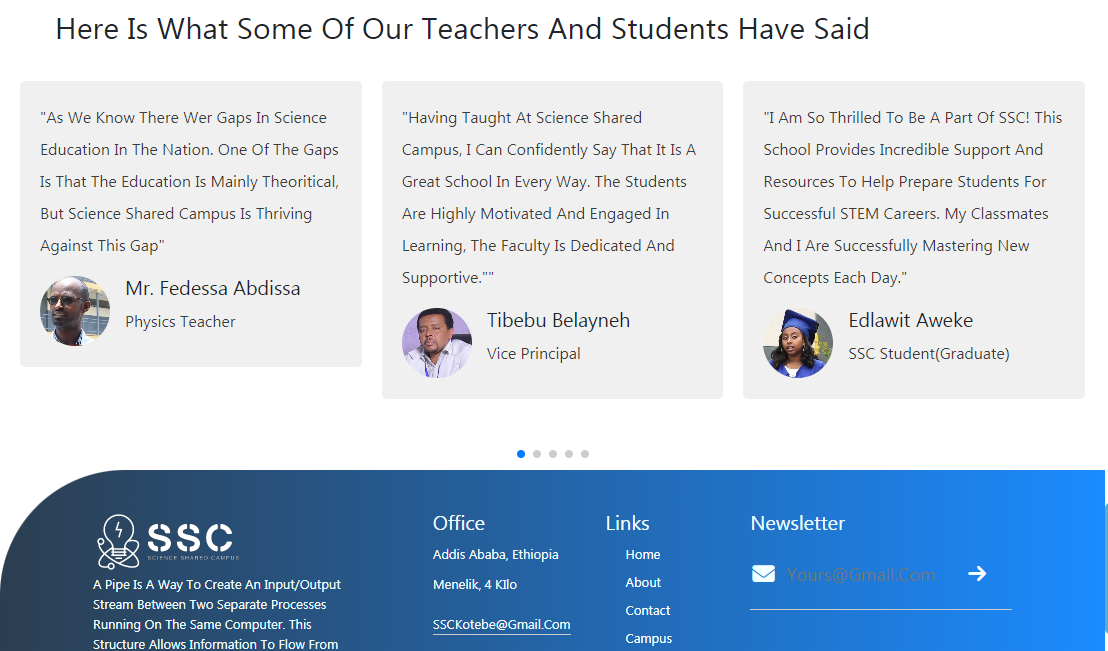 Here Is What Some Of Our Teachers And Students Have Said
"As We Know There Wer Gaps In Science
Education In The Nation. One Of The Gaps
Is That The Education Is Mainly Theoritical,
But Science Shared Campus Is Thriving
Against This Gap"
Mr. Fedessa Abdissa
Physics Teacher
"Having Taught At Science Shared
Campus, I Can Confidently Say That It Is A
Great School In Every Way. The Students
Are Highly Motivated And Engaged In
Learning, The Faculty Is Dedicated And
Supportive.""
Tibebu Belayneh
Vice Principal
"I Am So Thrilled To Be A Part Of SSC! This
School Provides Incredible Support And
Resources To Help Prepare Students For
Successful STEM Careers. My Classmates
And I Are Successfully Mastering New
Concepts Each Day."
Edlawit Aweke
SSC Student(Graduate)
SSC
SCIENCE SHARED CAMPUS
A Pipe Is A Way To Create An Input/Output
Stream Between Two Separate Processes
Running On The Same Computer. This
Structure Allows Information To Flow From
Office
Addis Ababa, Ethiopia
Menelik, 4 KIlo
SSCKotebe@Gmail.Com
Links
Home
About
Contact
Campus
Newsletter
Yours@Gmail.Com